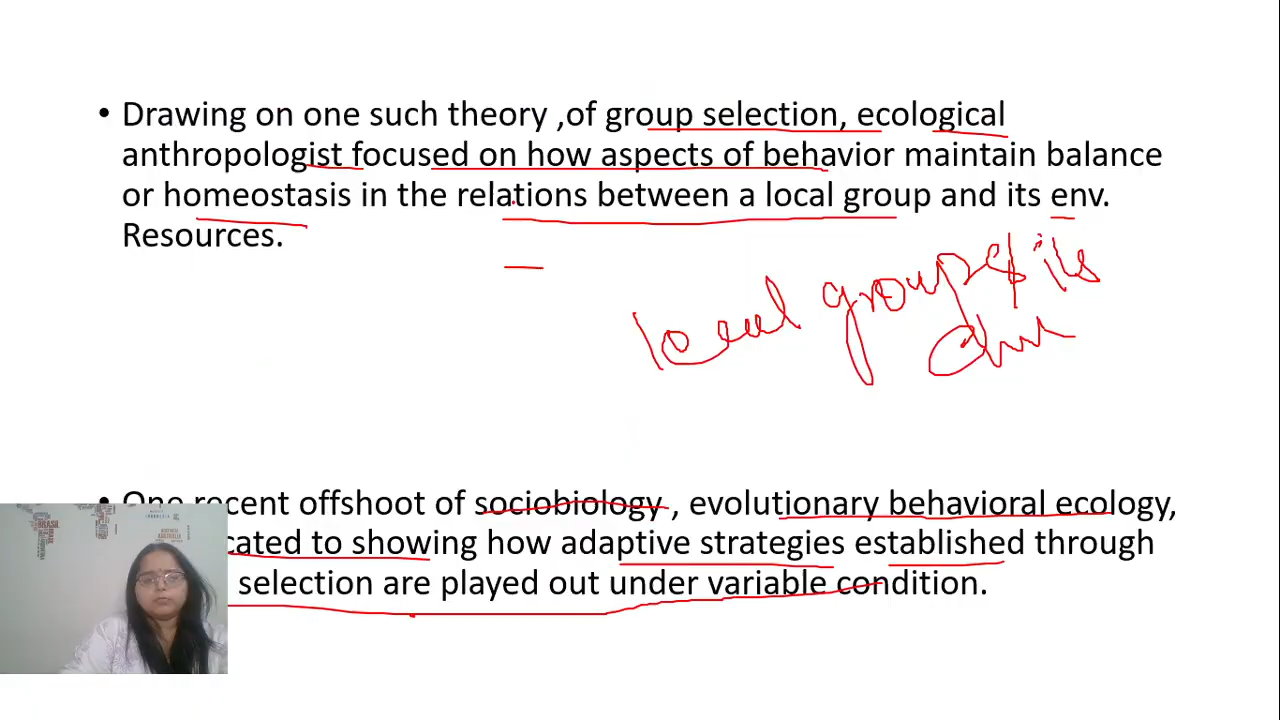 • Drawing on one such theory ,of group selection, ecological
anthropologist focused on how aspects of behavior maintain balance
or homeostasis in the relations between a local group and its env.
Resources.
local group & its
• One recent offshoot of sociobiology , evolutionary behavioral ecology,
cated to showing how adaptive strategies established through
selection are played out under variable condition.